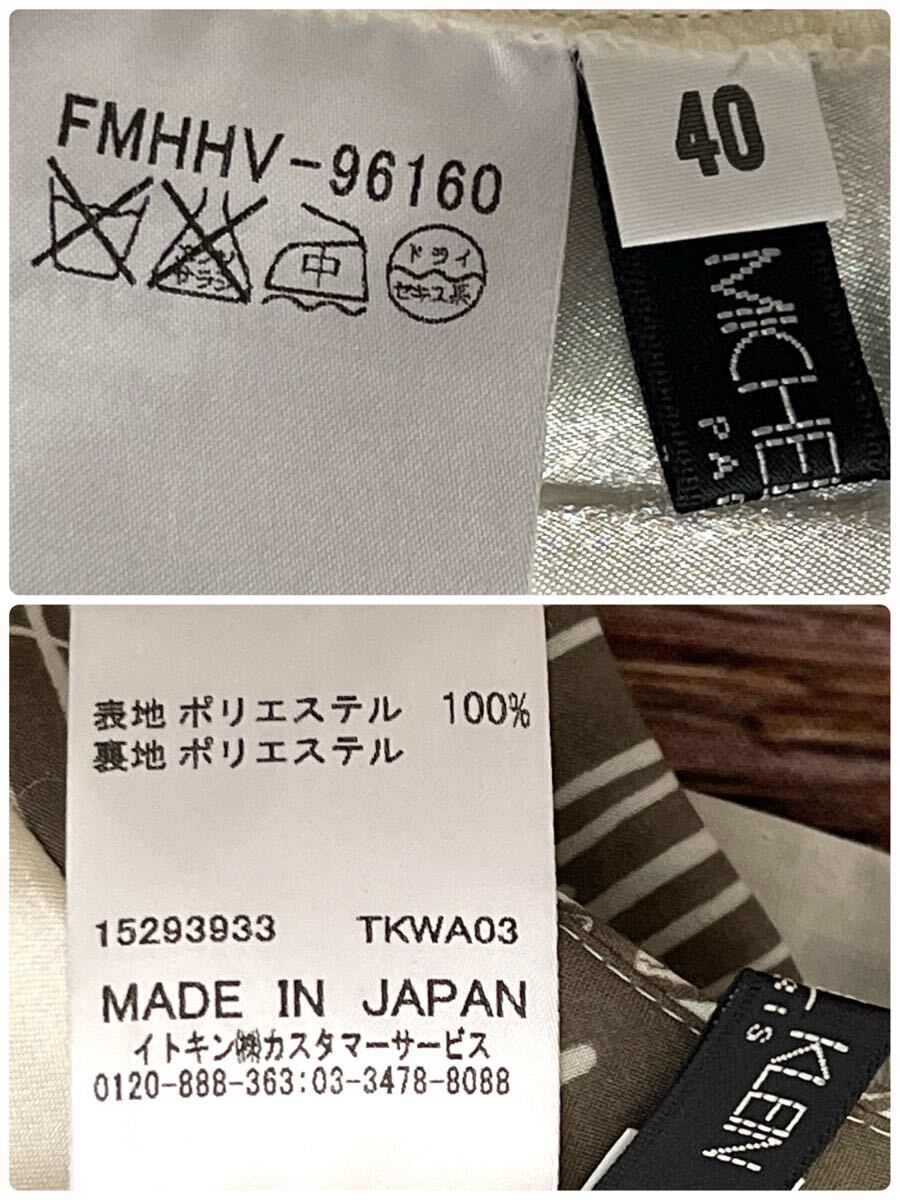 FMHHV-96160
中
ドライ
セキユ系
40
MICHE
PA
表地 ポリエステル 100%
裏地 ポリエステル
15293933 TKWA03
MADE IN JAPAN
イトキン㈱カスタマーサービス
0120-888-363:03-3478-8088
KLEIN
is